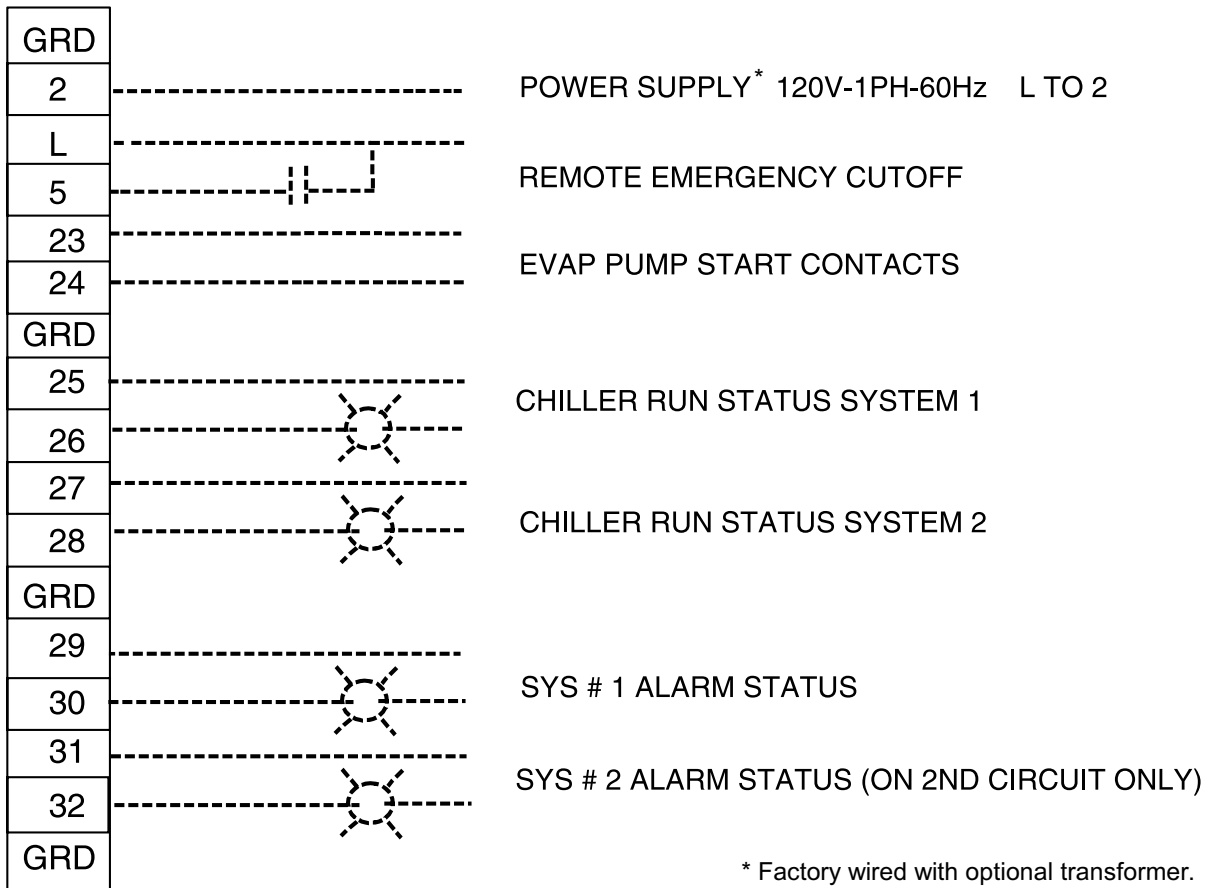 GRD
2 POWER SUPPLY* 120V-1PH-60Hz L TO 2
L
5 REMOTE EMERGENCY CUTOFF
23
24 EVAP PUMP START CONTACTS
GRD
25
CHILLER RUN STATUS SYSTEM 1
26
27
28 CHILLER RUN STATUS SYSTEM 2
GRD
29
30 SYS # 1 ALARM STATUS
31
32 SYS # 2 ALARM STATUS (ON 2ND CIRCUIT ONLY)
GRD
* Factory wired with optional transformer.